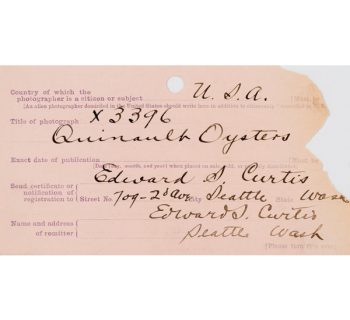 Country of which the photographer is a citizen or subject. U.S.A.
Title of photograph X3396
Quinault Oysters
Exact date of publication
Send certificate or notification of registration to Edward S. Curtis
Street No. 709-2d Ave City Seattle State Wash
Name and address of remitter Edward S. Curtis
Seattle Wash